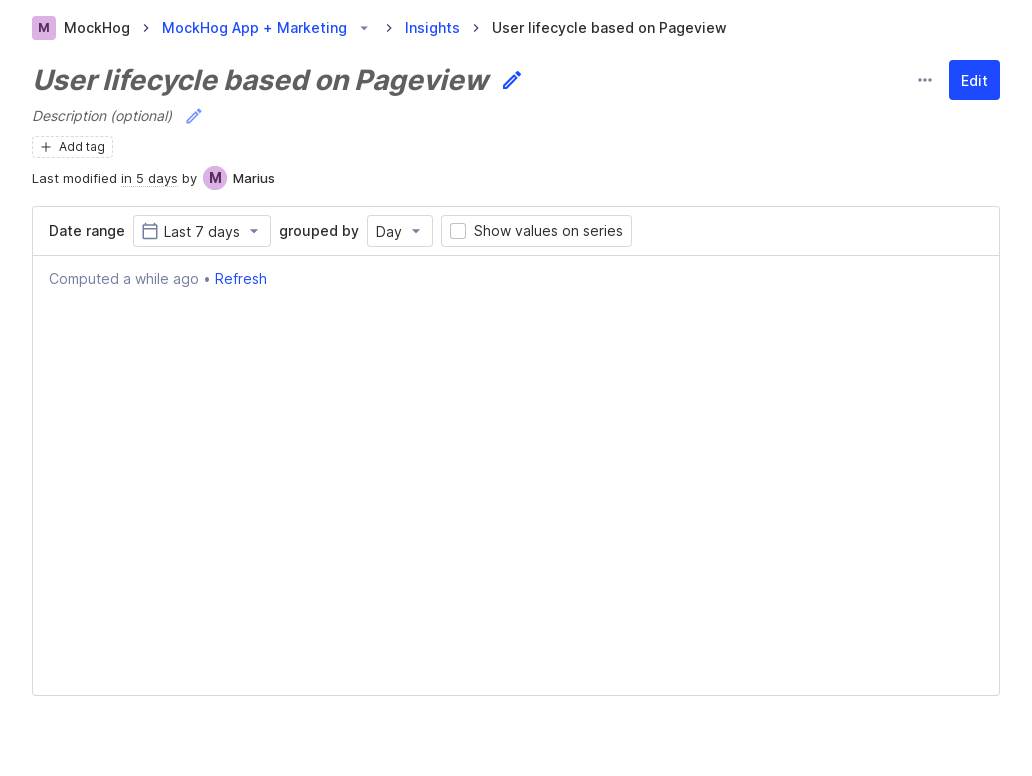 M MockHog MockHog App + Marketing Insights User lifecycle based on Pageview
User lifecycle based on Pageview
Edit
Description (optional)
Add tag
Last modified in 5 days by M Marius
Date range Last 7 days grouped by Day Show values on series
Computed a while ago • Refresh